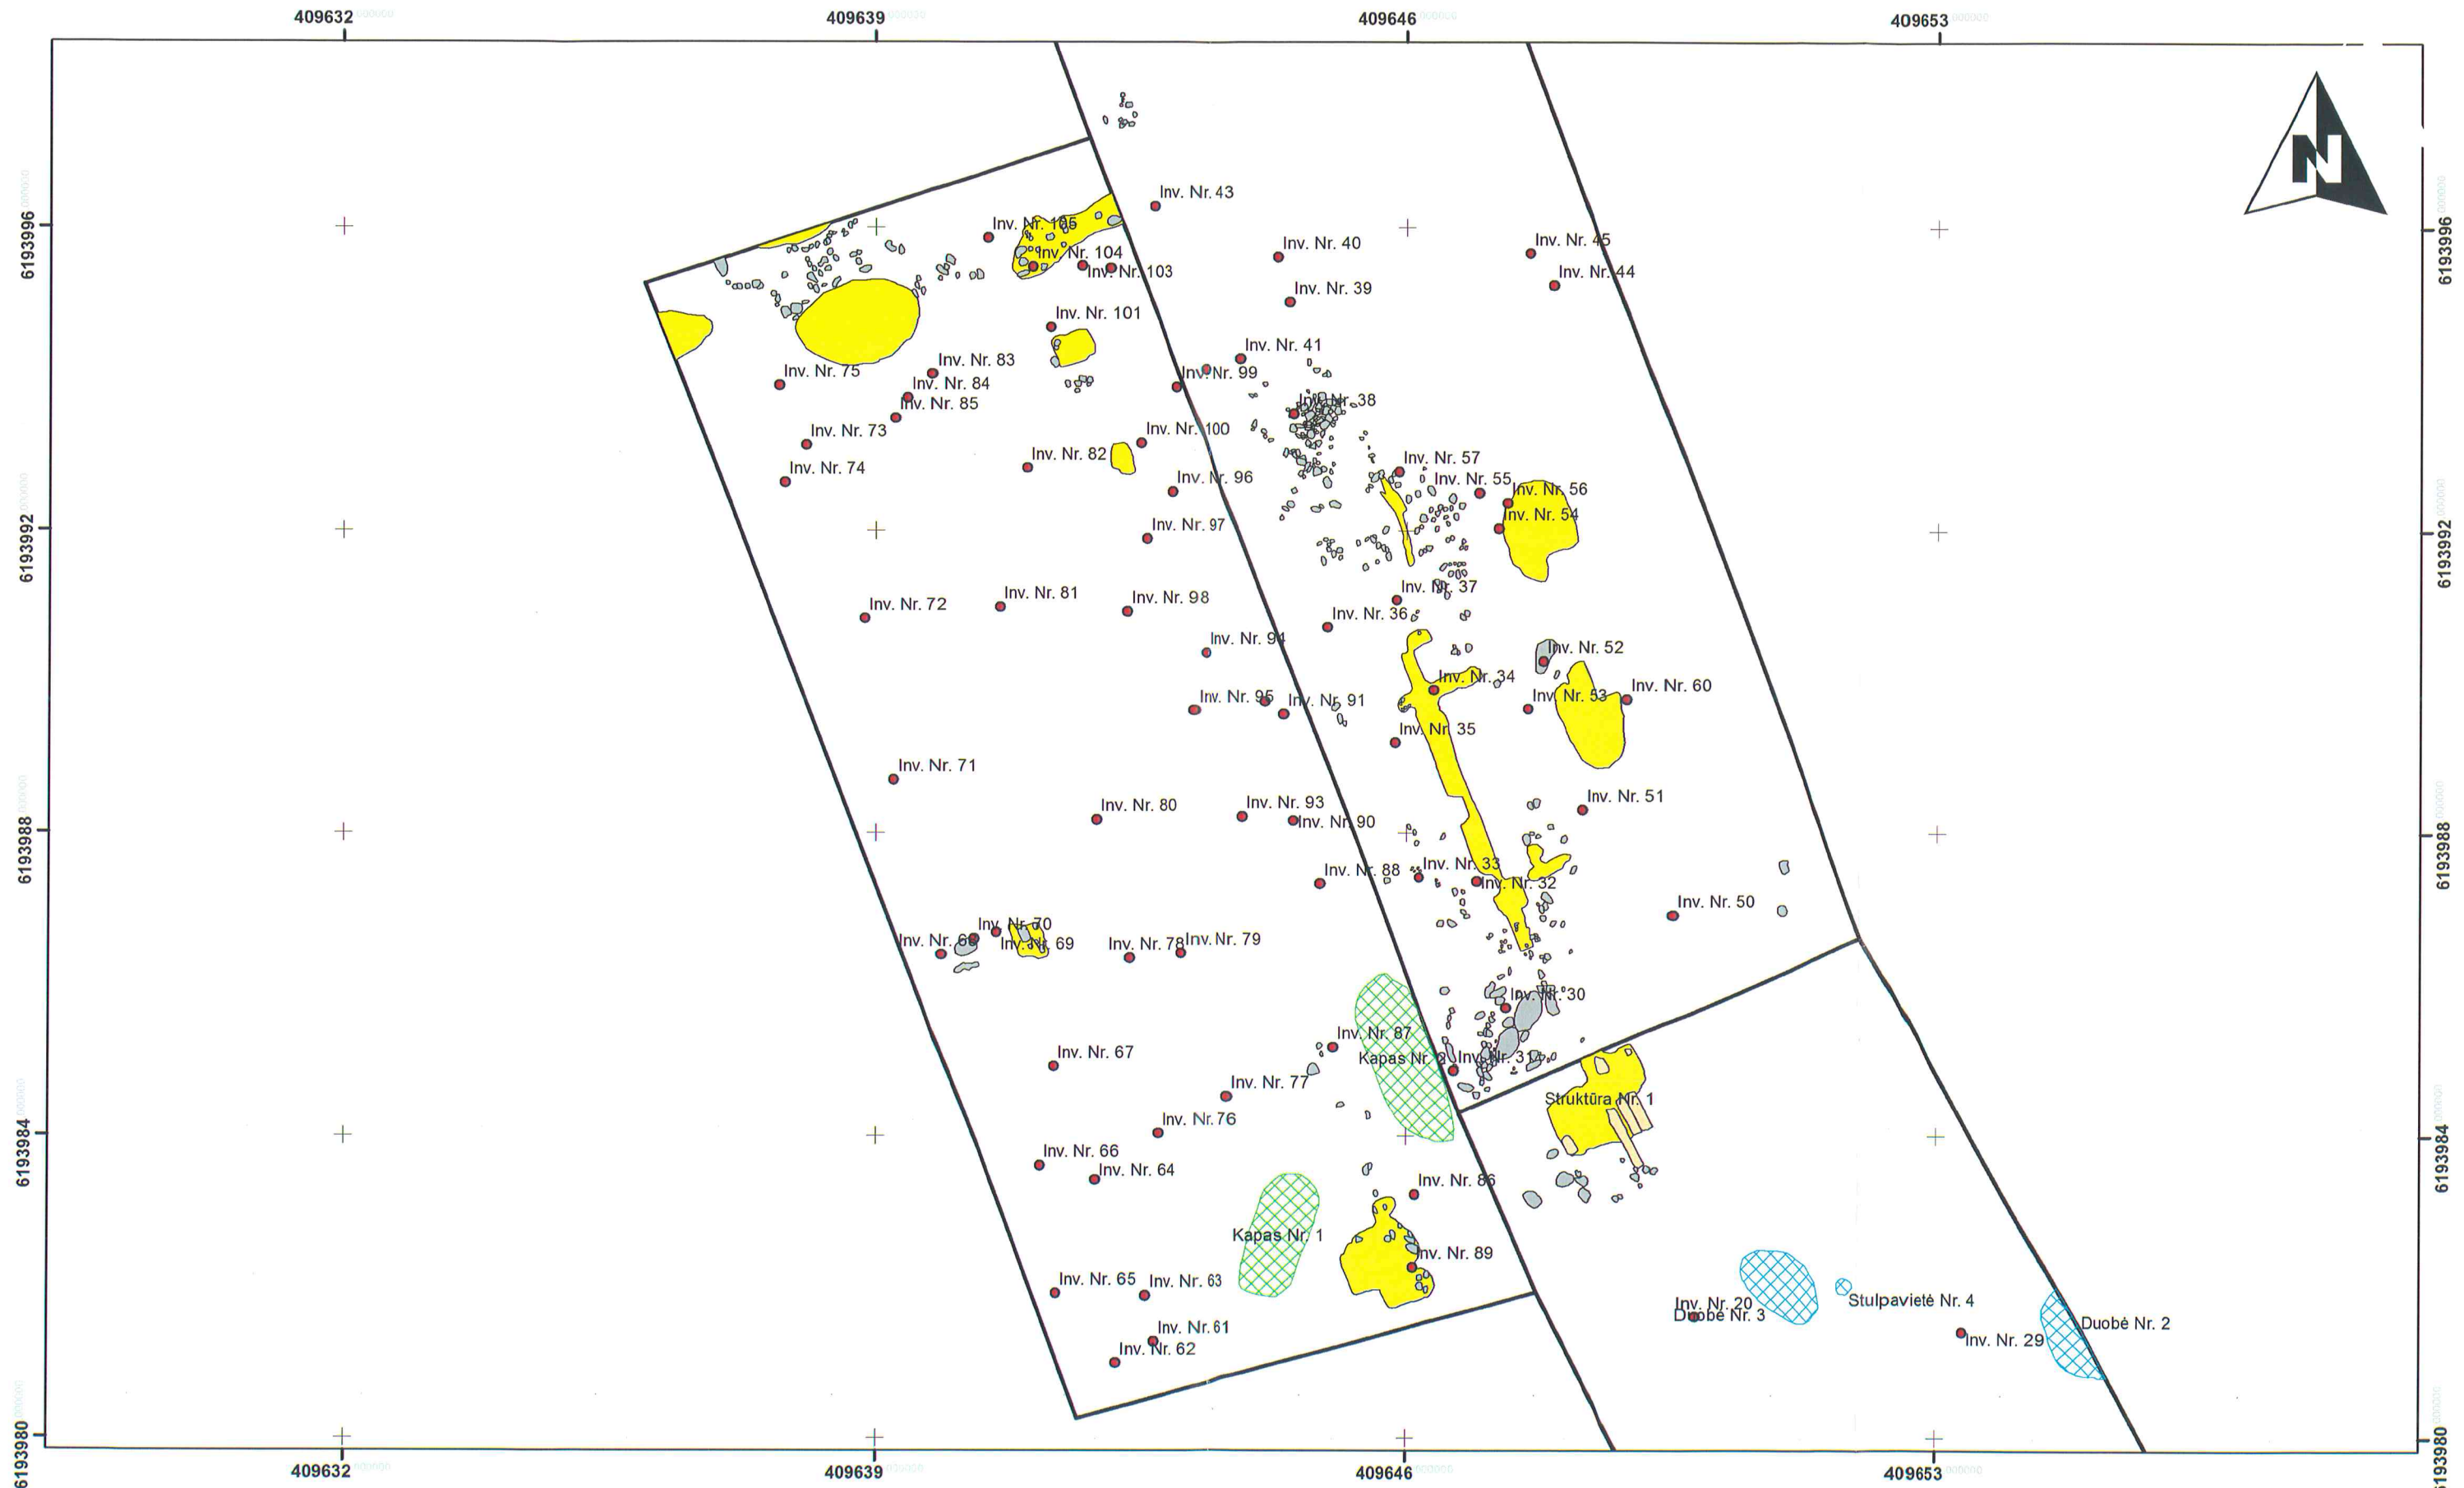 409632
409639
409646
409653
6193996
6193996
N
Inv. Nr. 43
Inv. Nr. 105
Inv. Nr. 40
Inv. Nr. 45
Inv. Nr. 104
Inv. Nr. 103
Inv. Nr. 44
Inv. Nr. 39
Inv. Nr. 101
Inv. Nr. 41
Inv. Nr. 83
Inv. Nr. 75
Inv. Nr. 99
Inv. Nr. 84
Inv. Nr. 85
Inv. Nr. 38
Inv. Nr. 73
Inv. Nr. 100
Inv. Nr. 82
Inv. Nr. 57
Inv. Nr. 74
Inv. Nr. 96
Inv. Nr. 55
Inv. Nr. 56
Inv. Nr. 54
Inv. Nr. 97
6193992
6193992
Inv. Nr. 37
Inv. Nr. 81
Inv. Nr. 98
Inv. Nr. 72
Inv. Nr. 36
Inv. Nr. 94
Inv. Nr. 52
Inv. Nr. 34
Inv. Nr. 60
Inv. Nr. 95
Inv. Nr. 91
Inv. Nr. 53
Inv. Nr. 35
Inv. Nr. 71
Inv. Nr. 51
Inv. Nr. 80
Inv. Nr. 93
Inv. Nr. 90
6193988
6193988
Inv. Nr. 88
Inv. Nr. 33
Inv. Nr. 32
Inv. Nr. 50
Inv. Nr. 70
Inv. Nr. 69
Inv. Nr. 78
Inv. Nr. 79
Inv. Nr. 30
Inv. Nr. 87
Inv. Nr. 67
Kapas Nr. 2
Inv. Nr. 31
Inv. Nr. 77
Struktūra Nr. 1
Inv. Nr. 76
6193984
6193984
Inv. Nr. 66
Inv. Nr. 64
Inv. Nr. 86
Kapas Nr. 1
Inv. Nr. 89
Inv. Nr. 65
Inv. Nr. 63
Inv. Nr. 20
Duobė Nr. 3
Stulpavietė Nr. 4
Duobė Nr. 2
Inv. Nr. 29
Inv. Nr. 61
Inv. Nr. 62
6193980
6193980
409632
409639
409646
409653